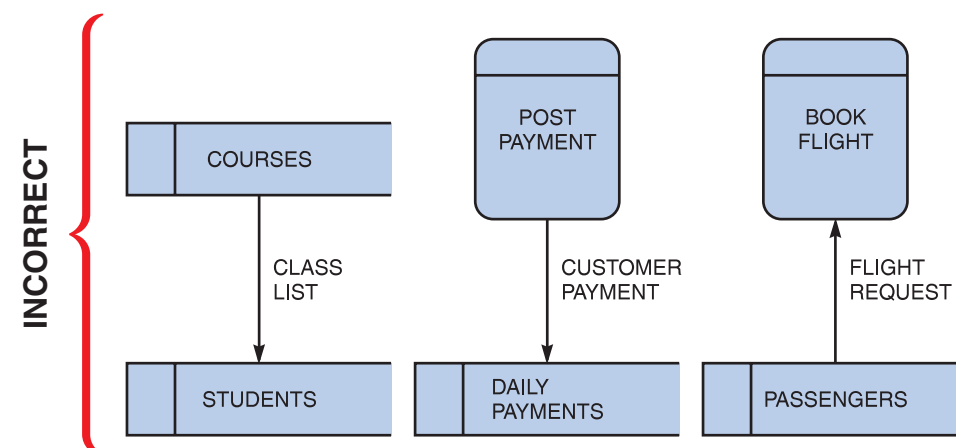 INCORRECT
COURSES
CLASS
LIST
STUDENTS
POST
PAYMENT
CUSTOMER
PAYMENT
DAILY
PAYMENTS
BOOK
FLIGHT
FLIGHT
REQUEST
PASSENGERS